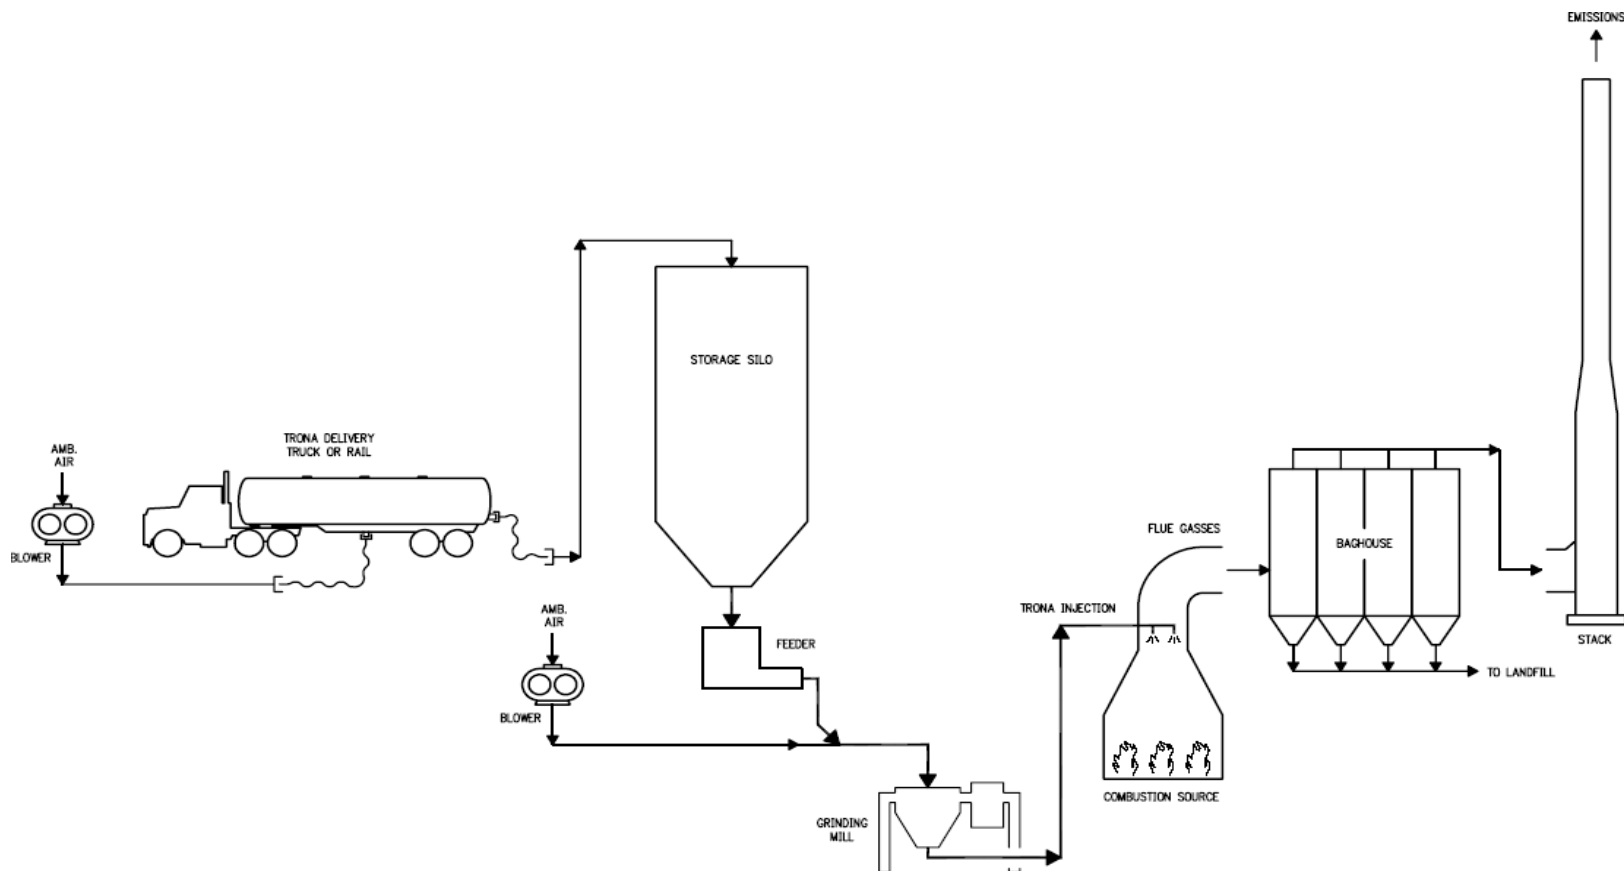 EMISSIONS
STORAGE SILO
TRONA DELIVERY
TRUCK OR RAIL
AMB.
AIR
BLOWER
FLUE GASSES
BAGHOUSE
TRONA INJECTION
AMB.
AIR
FEEDER
STACK
TO LANDFILL
BLOWER
COMBUSTION SOURCE
GRINDING
MILL